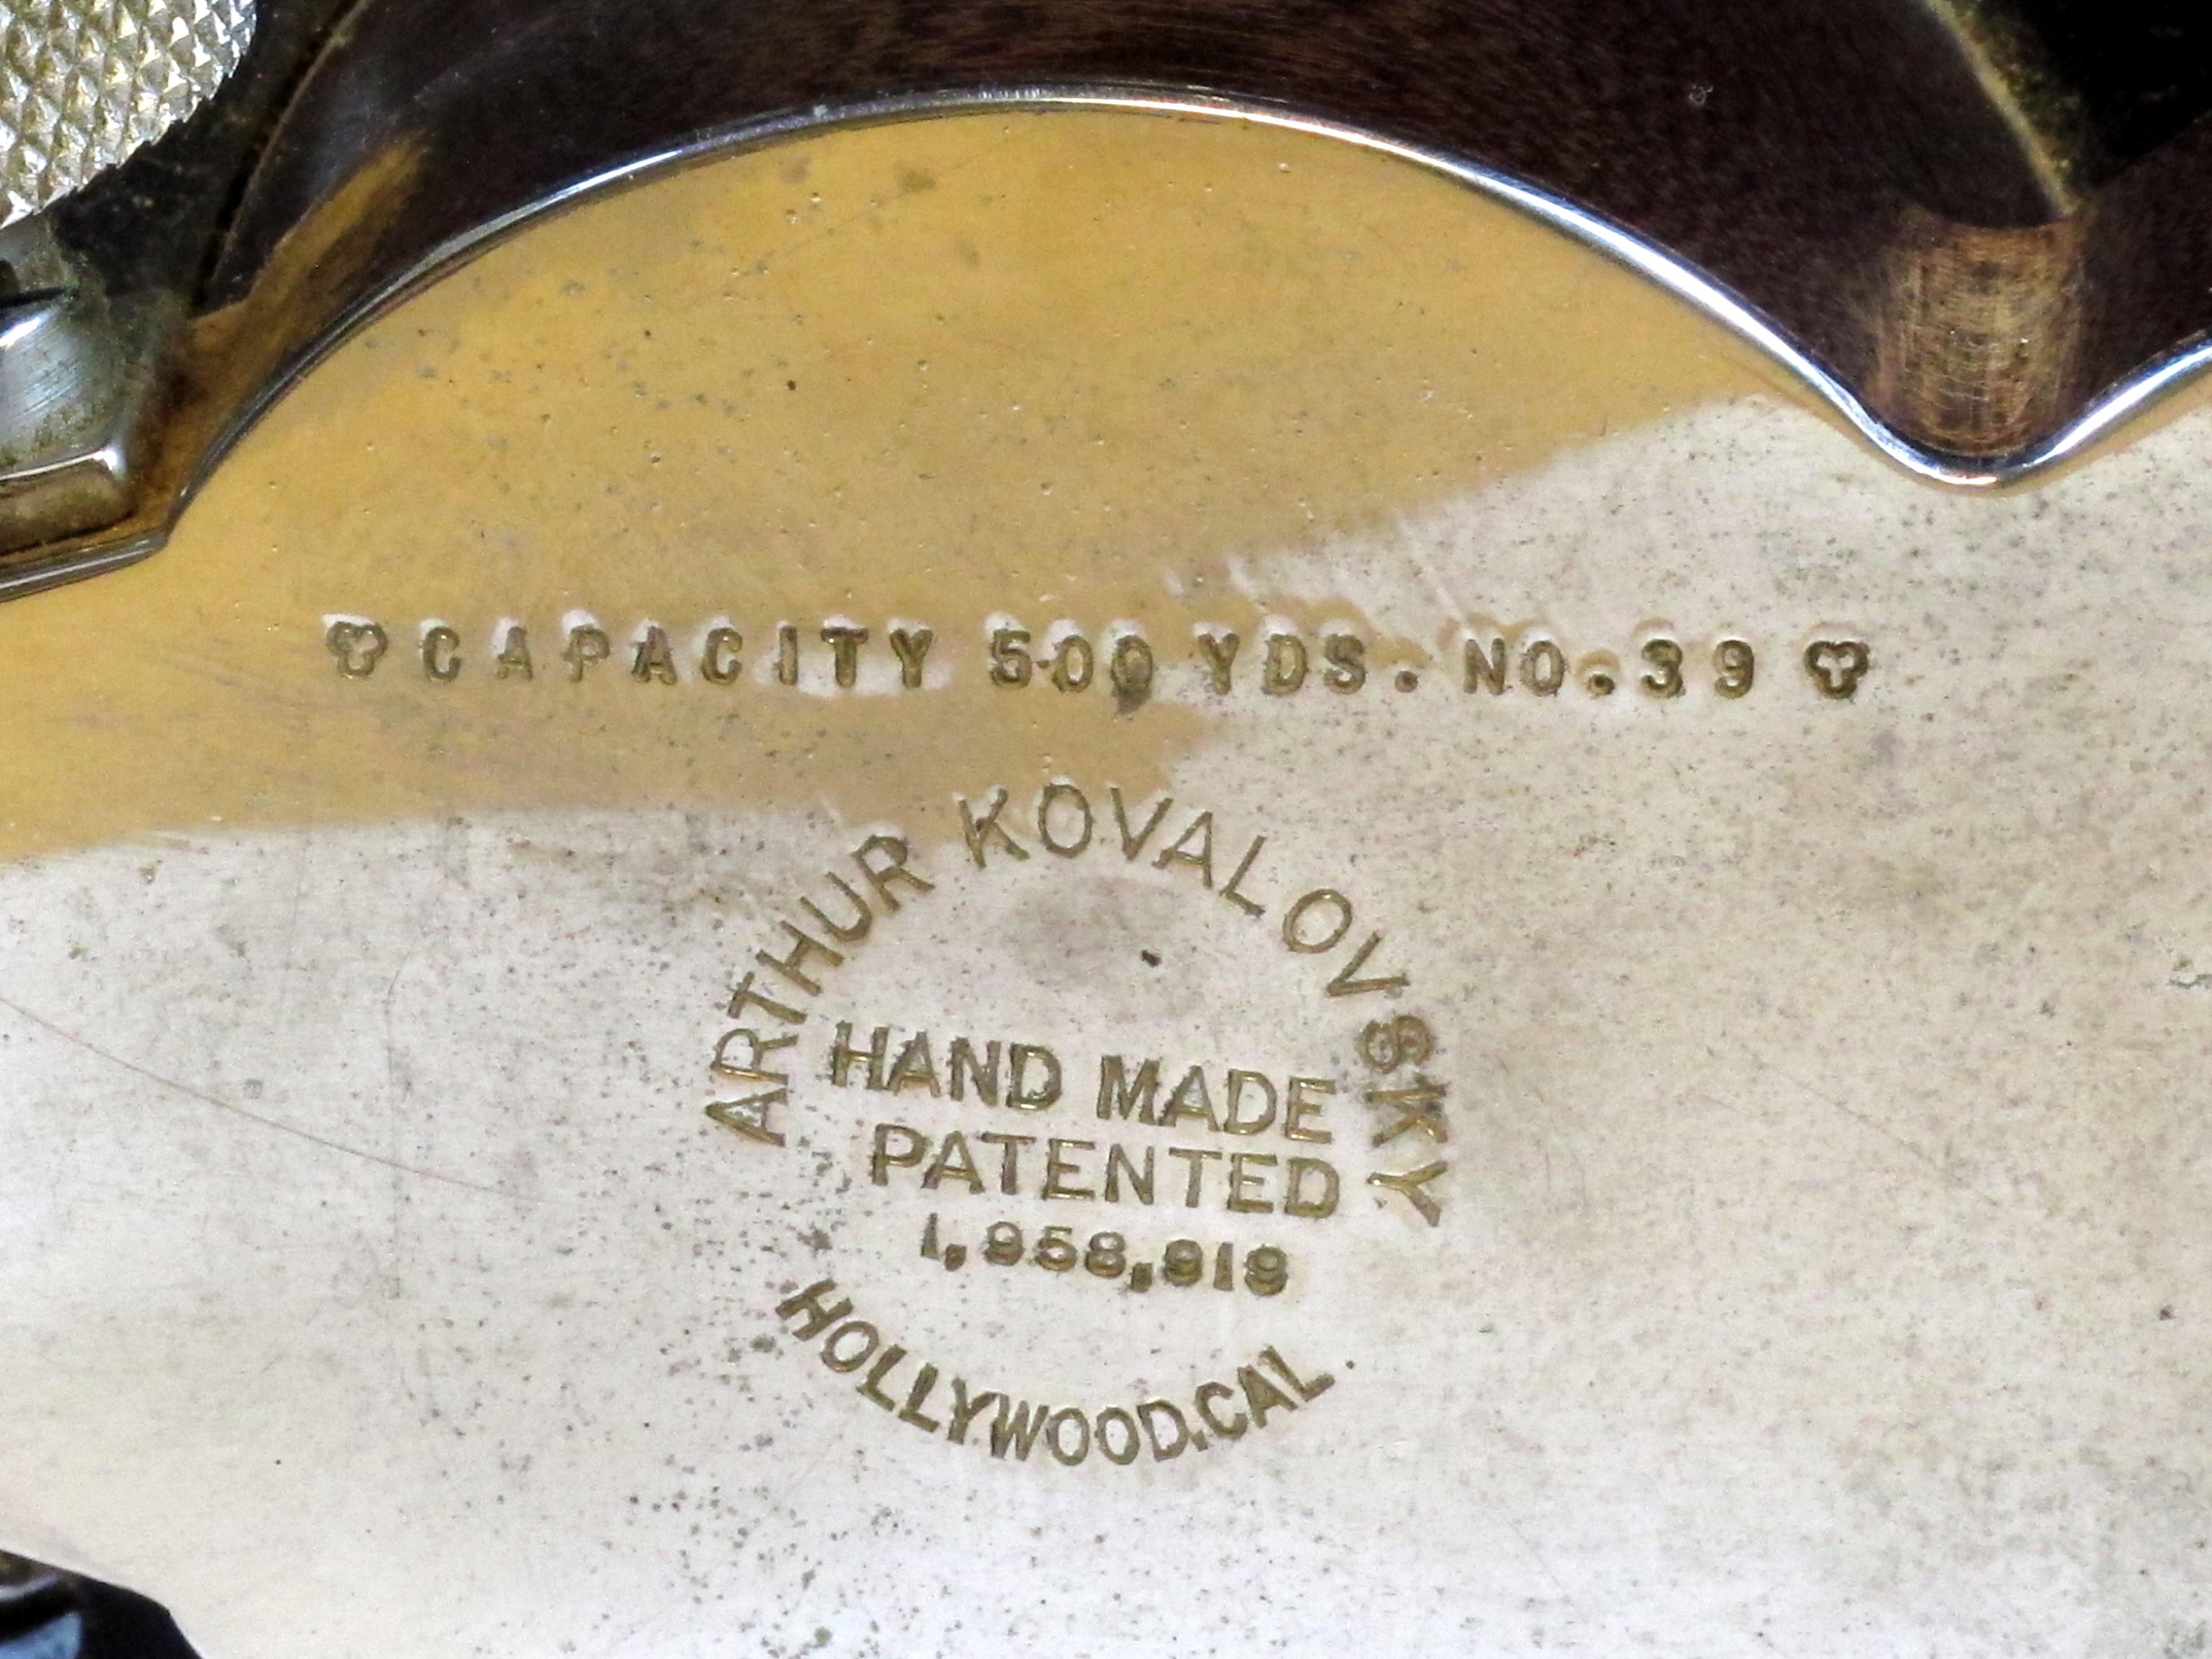 CAPACITY 500 YDS. NO. 39
ARTHUR KOVALOVSKY
HAND MADE
PATENTED
1,958,919
HOLLYWOOD, CAL.